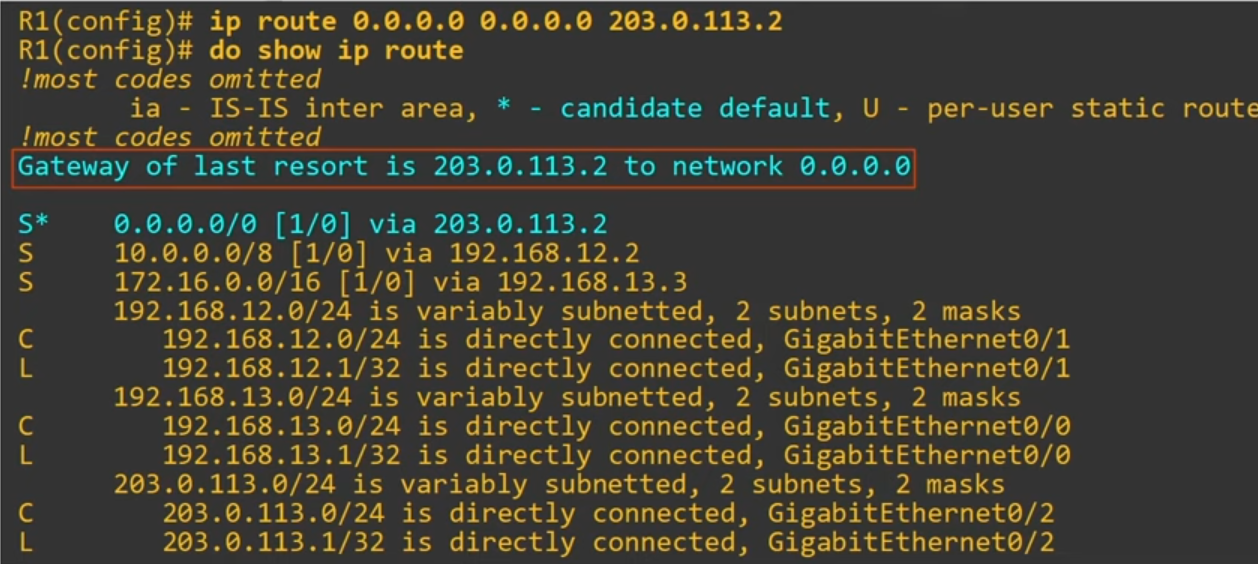 R1(config)# ip route 0.0.0.0 0.0.0.0 203.0.113.2
R1(config)# do show ip route
!most codes omitted
ia - IS-IS inter area, * - candidate default, U - per-user static route
!most codes omitted
Gateway of last resort is 203.0.113.2 to network 0.0.0.0
S* 0.0.0.0/0 [1/0] via 203.0.113.2
S 10.0.0.0/8 [1/0] via 192.168.12.2
S 172.16.0.0/16 [1/0] via 192.168.13.3
192.168.12.0/24 is variably subnetted, 2 subnets, 2 masks
C 192.168.12.0/24 is directly connected, GigabitEthernet0/1
L 192.168.12.1/32 is directly connected, GigabitEthernet0/1
192.168.13.0/24 is variably subnetted, 2 subnets, 2 masks
C 192.168.13.0/24 is directly connected, GigabitEthernet0/0
L 192.168.13.1/32 is directly connected, GigabitEthernet0/0
203.0.113.0/24 is variably subnetted, 2 subnets, 2 masks
C 203.0.113.0/24 is directly connected, GigabitEthernet0/2
L 203.0.113.1/32 is directly connected, GigabitEthernet0/2